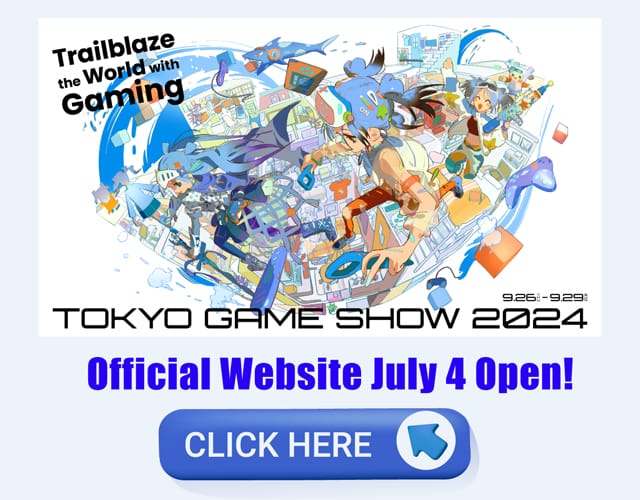 Trailblaze
the World with
Gaming
9.26 - 9.29
TOKYO GAME SHOW 2024
Official Website July 4 Open!
CLICK HERE